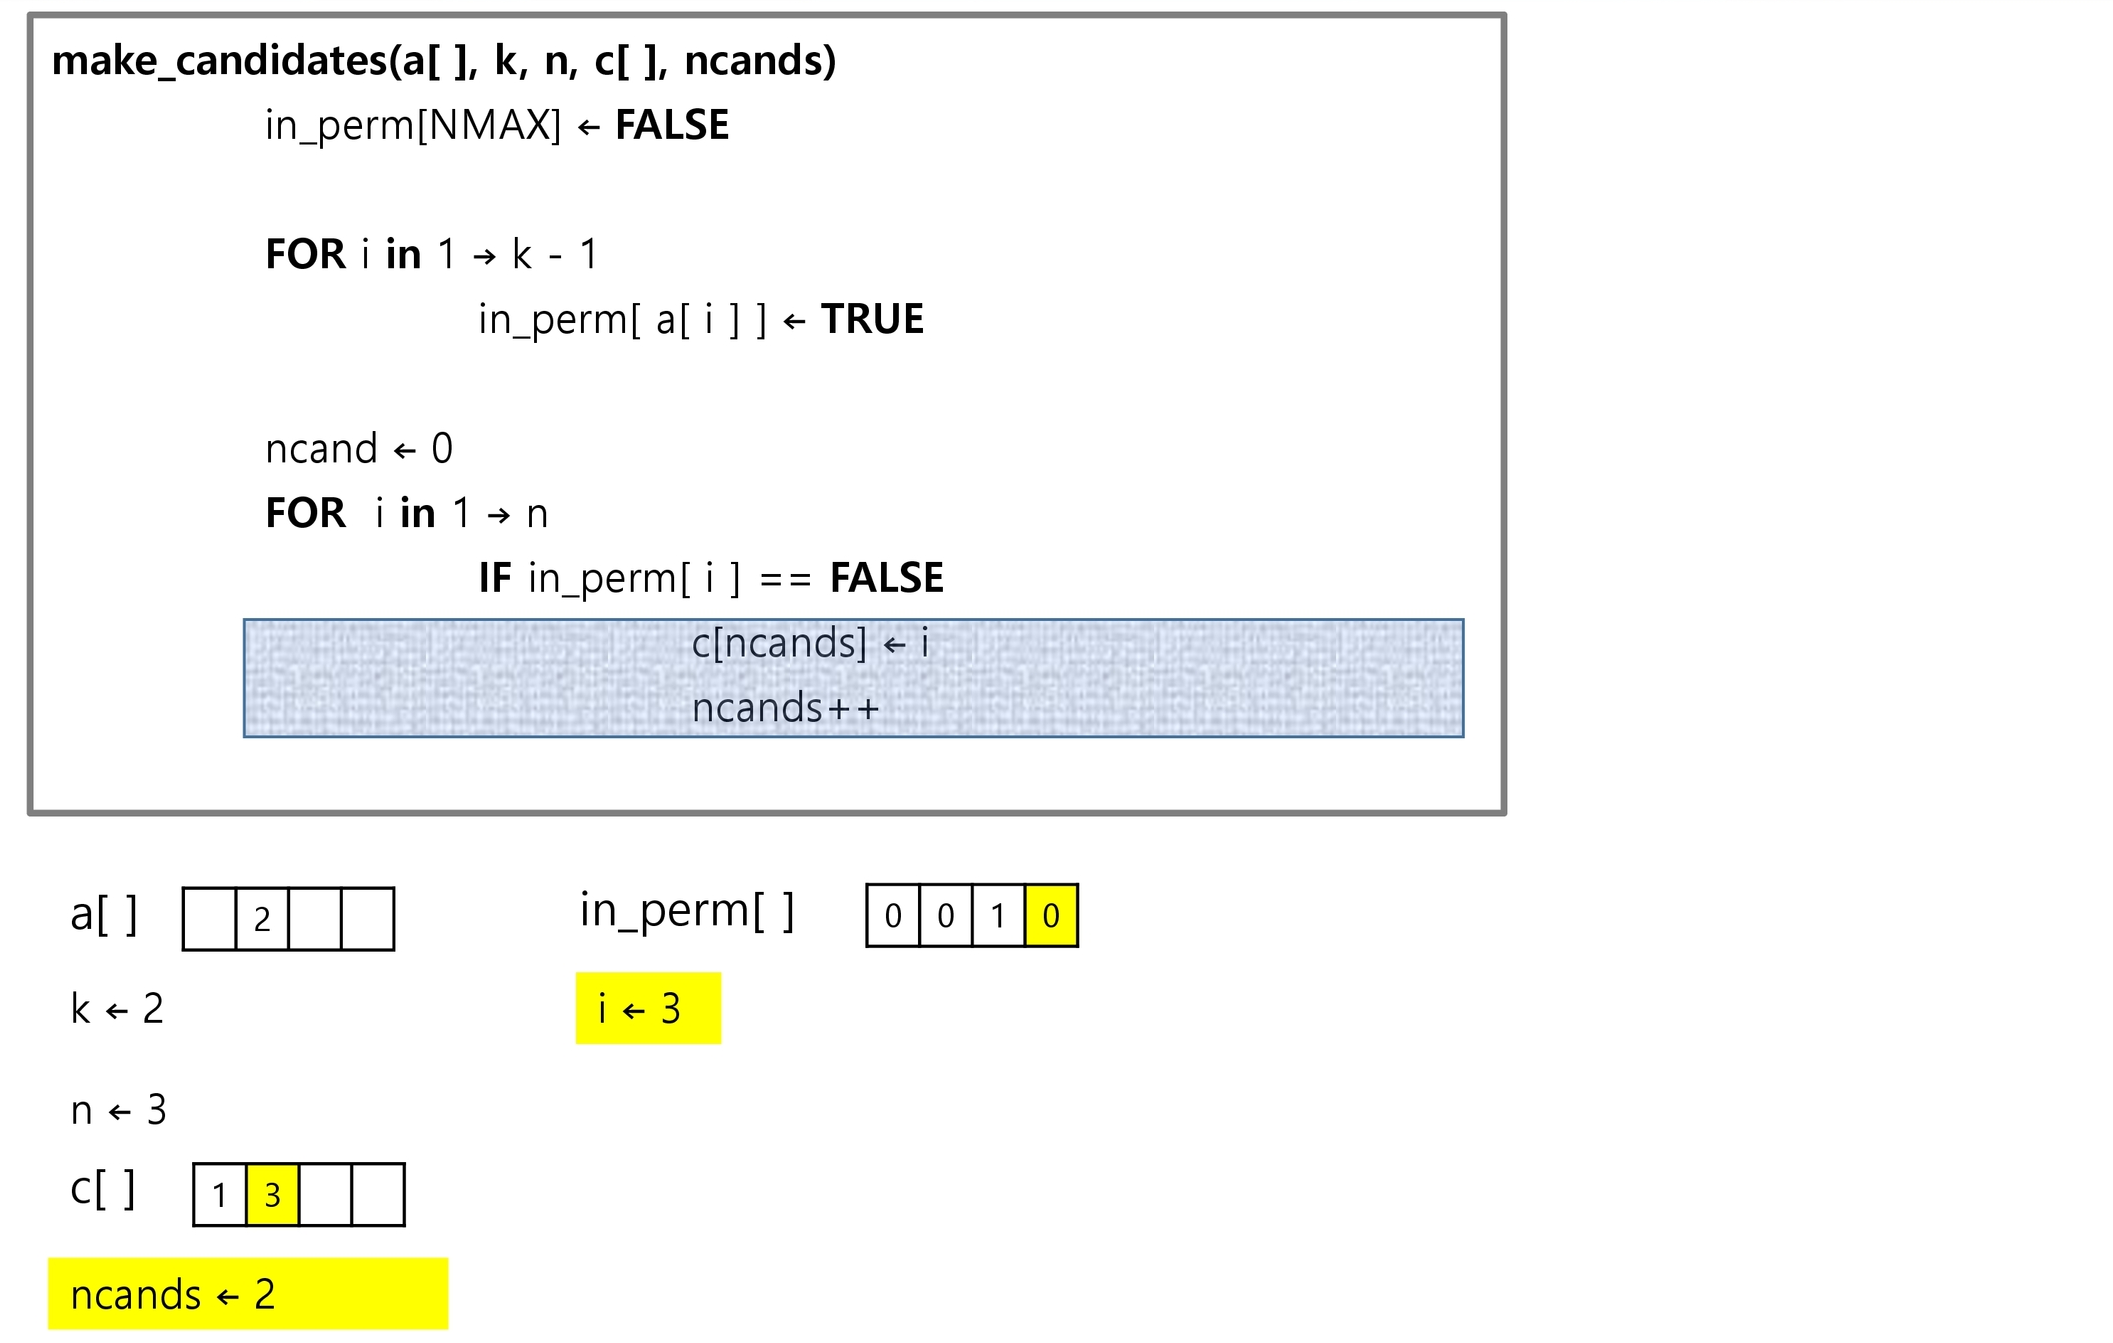 make_candidates(a[ ], k, n, c[ ], ncands)
in_perm[NMAX] ← FALSE
FOR i in 1 → k - 1
in_perm[ a[ i ] ] ← TRUE
ncand ← 0
FOR i in 1 → n
IF in_perm[ i ] == FALSE
c[ncands] ← i
ncands++
a[ ] 2
in_perm[ ] 0 0 1 0
k ← 2
i ← 3
n ← 3
c[ ] 1 3
ncands ← 2